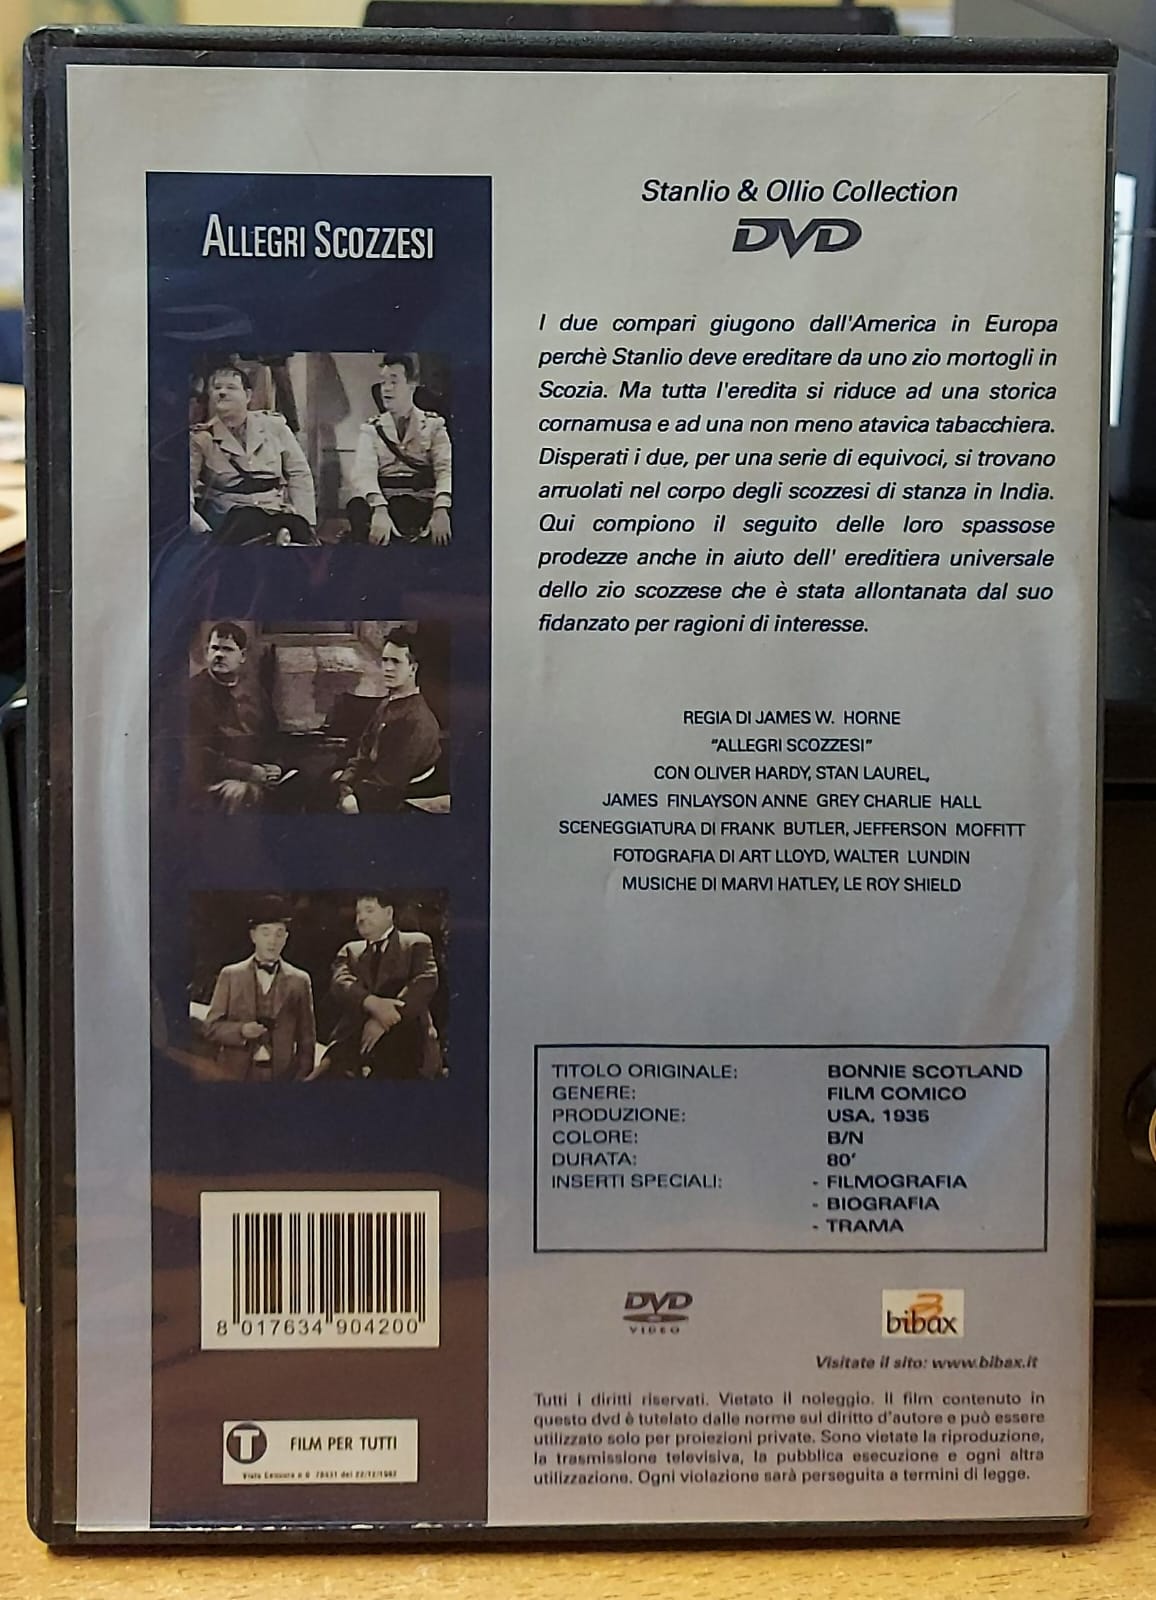 ALLEGRI SCOZZESI
Stanlio & Ollio Collection
DVD
I due compari giugono dall'America in Europa
perchè Stanlio deve ereditare da uno zio mortogli in
Scozia. Ma tutta l'eredita si riduce ad una storica
cornamusa e ad una non meno atavica tabacchiera.
Disperati i due, per una serie di equivoci, si trovano
arruolati nel corpo degli scozzesi di stanza in India.
Qui compiono il seguito delle loro spassose
prodezze anche in aiuto dell' ereditiera universale
dello zio scozzese che è stata allontanata dal suo
fidanzato per ragioni di interesse.
REGIA DI JAMES W. HORNE
"ALLEGRI SCOZZESI"
CON OLIVER HARDY, STAN LAUREL,
JAMES FINLAYSON ANNE GREY CHARLIE HALL
SCENEGGIATURA DI FRANK BUTLER, JEFFERSON MOFFITT
FOTOGRAFIA DI ART LLOYD, WALTER LUNDIN
MUSICHE DI MARVI HATLEY, LE ROY SHIELD
TITOLO ORIGINALE: BONNIE SCOTLAND
GENERE: FILM COMICO
PRODUZIONE: USA, 1935
COLORE: B/N
DURATA: 80'
INSERTI SPECIALI: - FILMOGRAFIA
- BIOGRAFIA
- TRAMA
8 017634 904200
DVD
VIDEO
bibax
Visitate il sito: www.bibax.it
Tutti i diritti riservati. Vietato il noleggio. Il film contenuto in
questo dvd è tutelato dalle norme sul diritto d'autore e può essere
utilizzato solo per proiezioni private. Sono vietate la riproduzione,
la trasmissione televisiva, la pubblica esecuzione e ogni altra
utilizzazione. Ogni violazione sarà perseguita a termini di legge.
T FILM PER TUTTI
Visto Censura n.0 del 22/12/1982